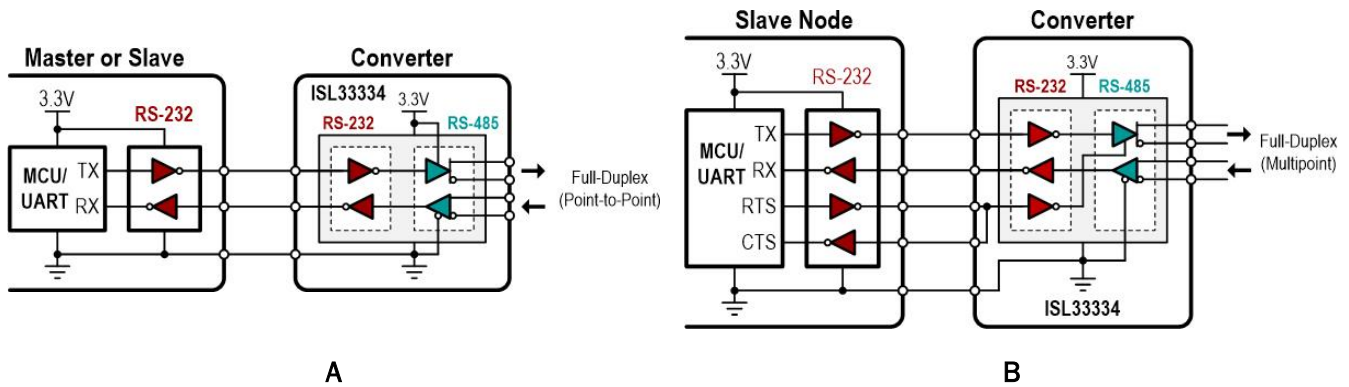 Master or Slave
Converter
3.3V
RS-232
MCU/
UART
TX
RX
ISL33334
3.3V
RS-232
RS-485
Full-Duplex
(Point-to-Point)
A
Slave Node
Converter
3.3V
RS-232
MCU/
UART
TX
RX
RTS
CTS
3.3V
RS-232
RS-485
Full-Duplex
(Multipoint)
ISL33334
B